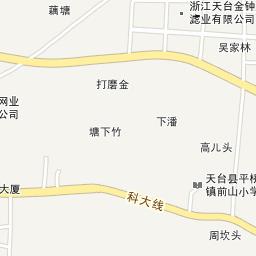 藕塘
浙江天台金钟
滤业有限公司
吴家林
打磨金
网业
公司
塘下竹
下潘
高儿头
天台县平桥
镇前山小学
大厦
科大线
周坎头